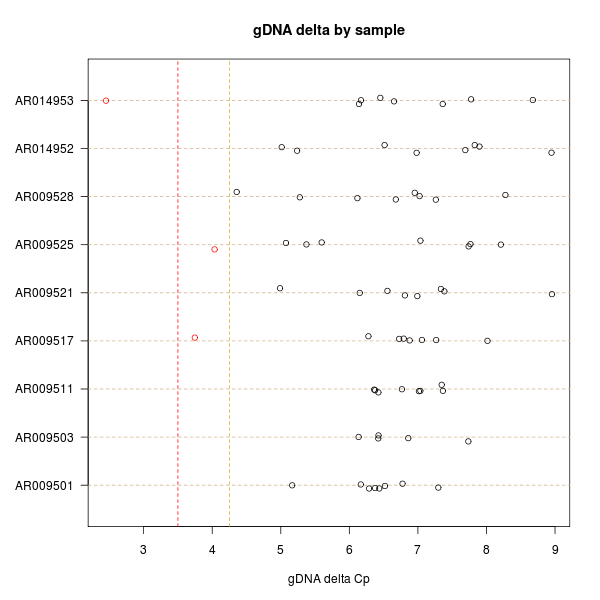 gDNA delta by sample
AR014953
AR014952
AR009528
AR009525
AR009521
AR009517
AR009511
AR009503
AR009501
3 4 5 6 7 8 9
gDNA delta Cp